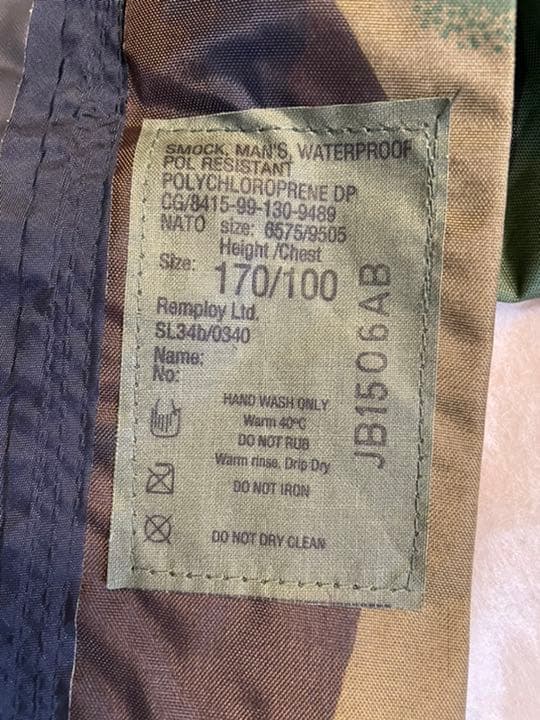 SMOCK, MAN'S, WATERPROOF
POL RESISTANT
POLYCHLOROPRENE DP
CG/8415-99-130-9489
NATO size: 6575/9505
Height /Chest
Size: 170/100
Remploy Ltd.
SL34b/0340
Name:
No:
HAND WASH ONLY
Warm 40ºC
DO NOT RUB
Warm rinse, Drip Dry
DO NOT IRON
DO NOT DRY CLEAN
JB1506AB